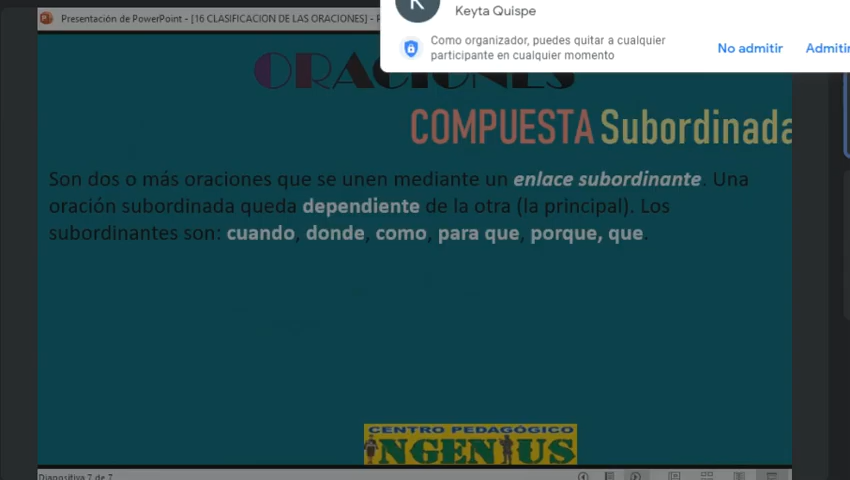 Presentación de PowerPoint - [16 CLASIFICACION DE LAS ORACIONES] -
K
Keyta Quispe
Como organizador, puedes quitar a cualquier
participante en cualquier momento
No admitir
Admitir
ORACIONES
COMPUESTA Subordinada
Son dos o más oraciones que se unen mediante un enlace subordinante. Una
oración subordinada queda dependiente de la otra (la principal). Los
subordinantes son: cuando, donde, como, para que, porque, que.
CENTRO PEDAGÓGICO
INGENIUS
Diapositiva 7 de 7